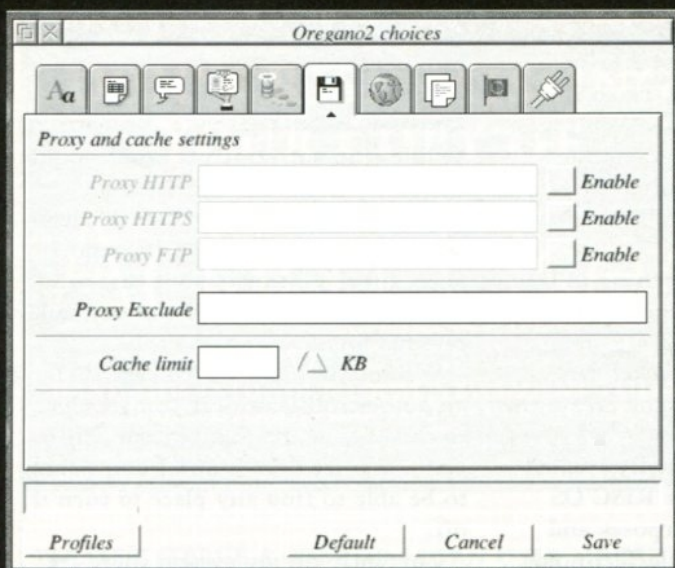 Oregano2 choices
Aa
Proxy and cache settings
Proxy HTTP Enable
Proxy HTTPS Enable
Proxy FTP Enable
Proxy Exclude
Cache limit KB
Profiles Default Cancel Save